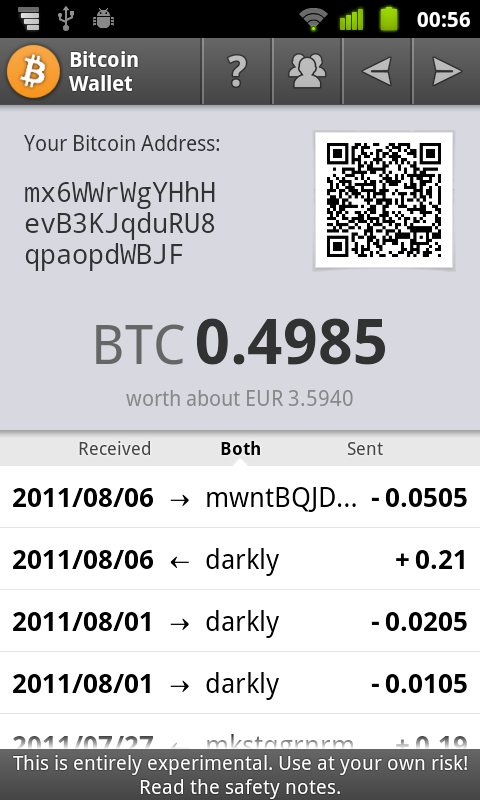 00:56
Bitcoin
Wallet
?
Your Bitcoin Address:
mx6WWrWgYHhH
evB3KJqduRU8
qpaopdWBJF
BTC 0.4985
worth about EUR 3.5940
Received Both Sent
2011/08/06 → mwntBQJD... - 0.0505
2011/08/06 ← darkly + 0.21
2011/08/01 → darkly - 0.0205
2011/08/01 → darkly - 0.0105
2011/07/27 ← + 0.19
This is entirely experimental. Use at your own risk!
Read the safety notes.